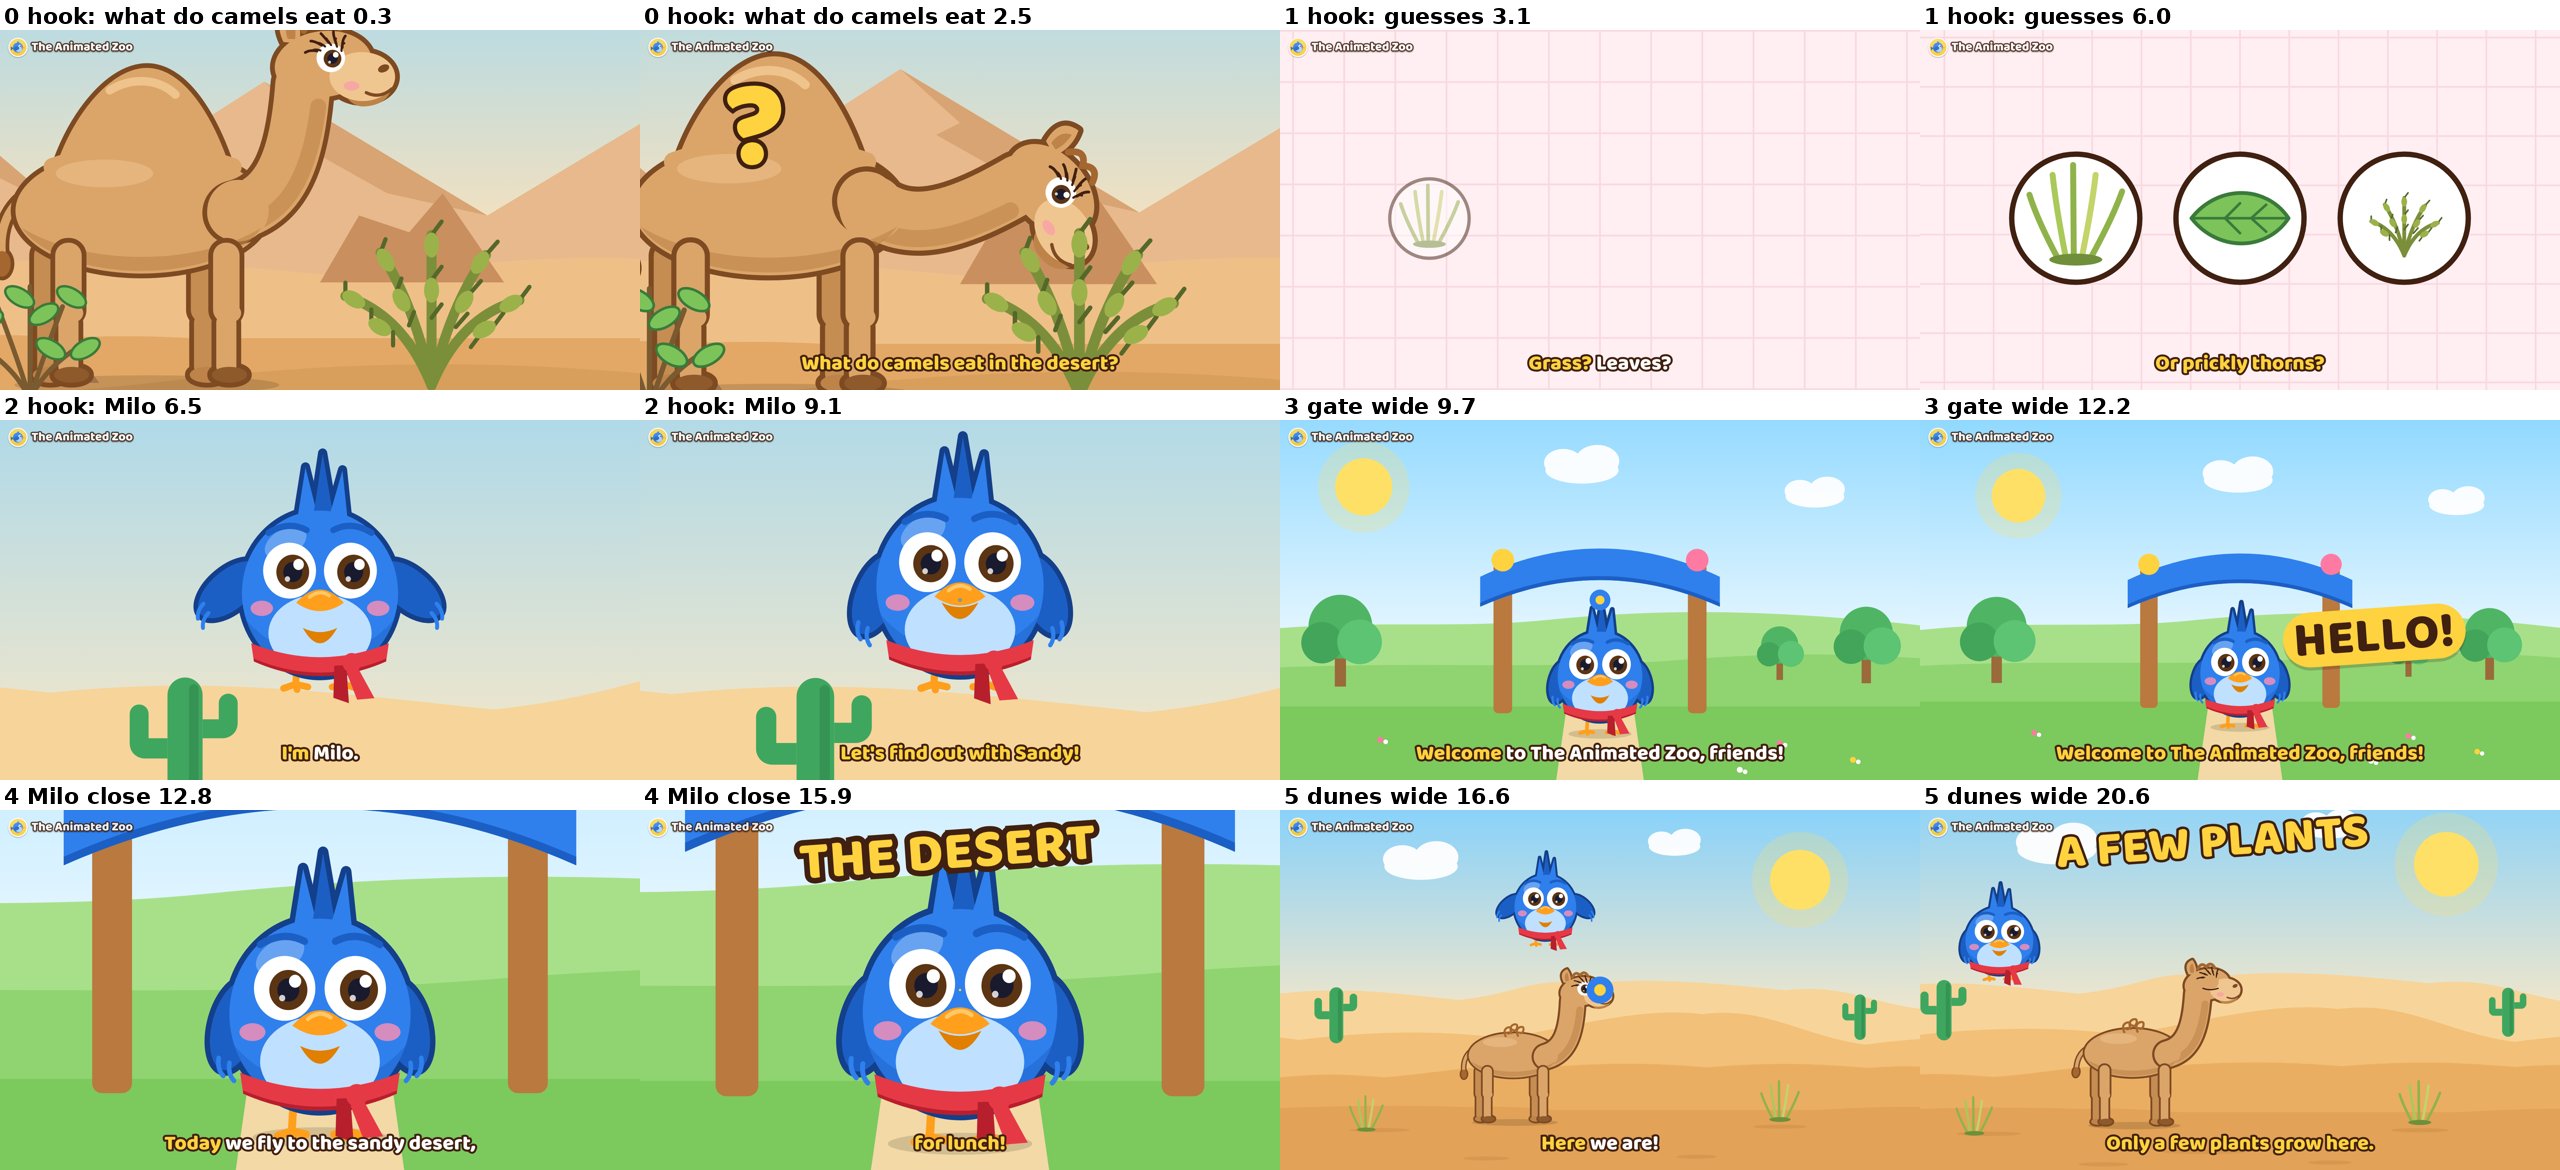 0 hook: what do camels eat 0.3
The Animated Zoo
0 hook: what do camels eat 2.5
The Animated Zoo
?
What do camels eat in the desert?
1 hook: guesses 3.1
The Animated Zoo
Grass? Leaves?
1 hook: guesses 6.0
The Animated Zoo
Or prickly thorns?
2 hook: Milo 6.5
The Animated Zoo
I'm Milo.
2 hook: Milo 9.1
The Animated Zoo
Let's find out with Sandy!
3 gate wide 9.7
The Animated Zoo
Welcome to The Animated Zoo, friends!
3 gate wide 12.2
The Animated Zoo
HELLO!
Welcome to The Animated Zoo, friends!
4 Milo close 12.8
The Animated Zoo
Today we fly to the sandy desert,
4 Milo close 15.9
The Animated Zoo
THE DESERT
for lunch!
5 dunes wide 16.6
The Animated Zoo
Here we are!
5 dunes wide 20.6
The Animated Zoo
A FEW PLANTS
Only a few plants grow here.